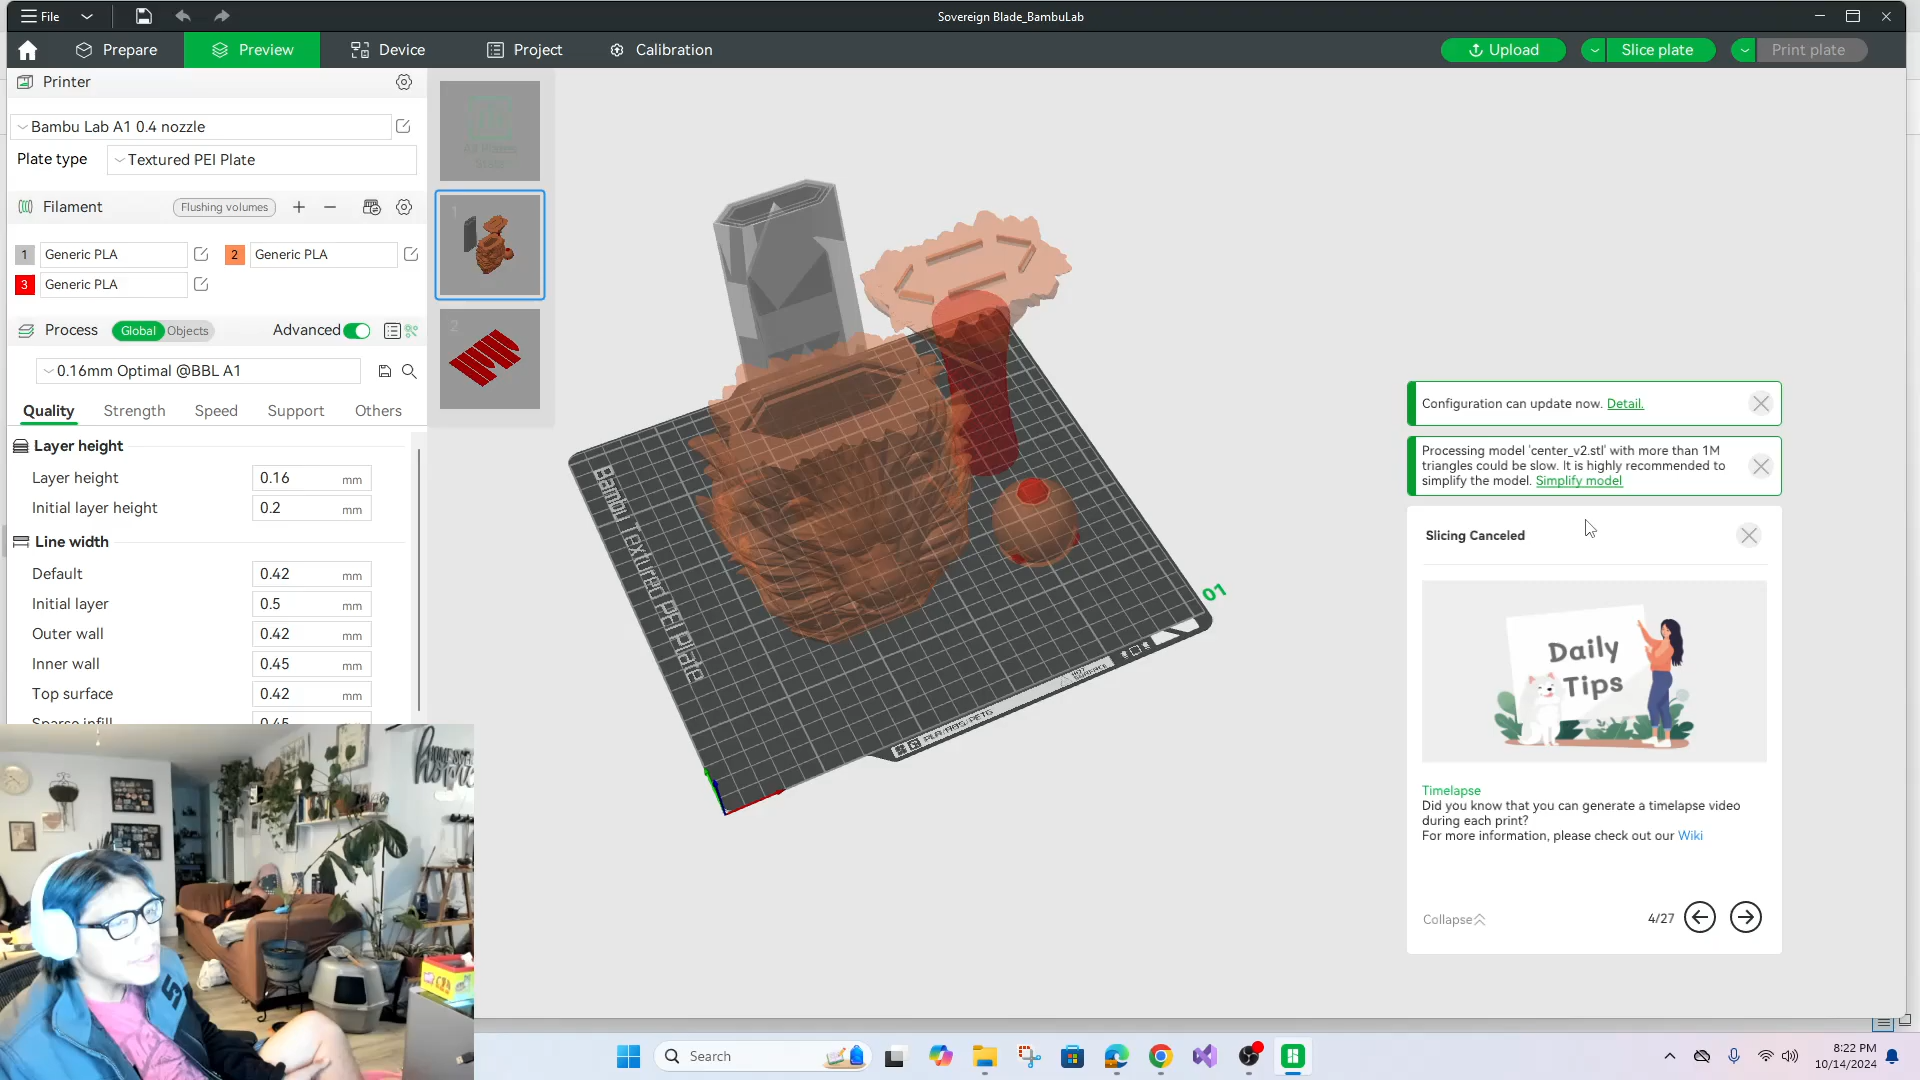 File
Sovereign Blade_BambuLab
Prepare
Preview
Device
Project
Calibration
Upload
Slice plate
Print plate
Printer
Bambu Lab A1 0.4 nozzle
Plate type
Textured PEI Plate
Filament
Flushing volumes
1 Generic PLA
2 Generic PLA
3 Generic PLA
Process
Global
Objects
Advanced
0.16mm Optimal @BBL A1
Quality
Strength
Speed
Support
Others
Layer height
Layer height 0.16 mm
Initial layer height 0.2 mm
Line width
Default 0.42 mm
Initial layer 0.5 mm
Outer wall 0.42 mm
Inner wall 0.45 mm
Top surface 0.42 mm
Sparse infill 0.45
1
2
Bambu Textured PEI Plate
01
Configuration can update now. Detail.
Processing model 'center_v2.stl' with more than 1M
triangles could be slow. It is highly recommended to
simplify the model. Simplify model
Slicing Canceled
Daily
Tips
Timelapse
Did you know that you can generate a timelapse video
during each print?
For more information, please check out our Wiki
Collapse
4/27
Search
8:22 PM
10/14/2024